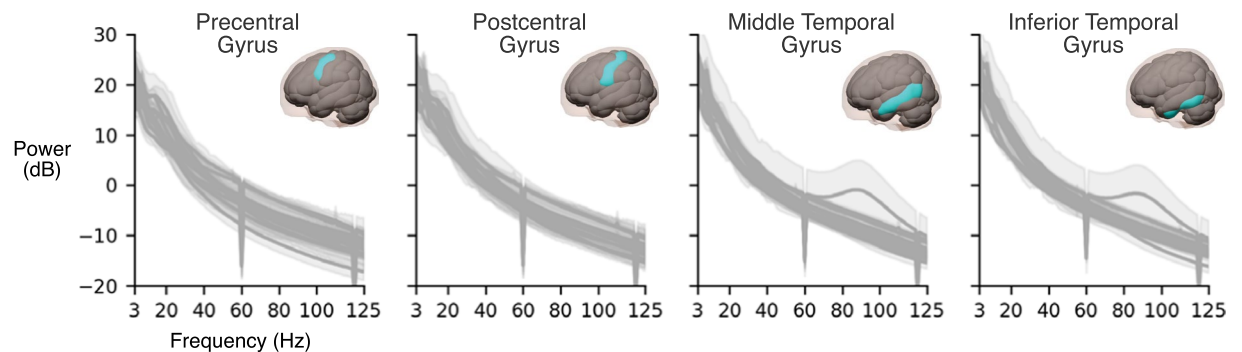 Precentral
Gyrus
Postcentral
Gyrus
Middle Temporal
Gyrus
Inferior Temporal
Gyrus
Power
(dB)
30
20
10
0
−10
−20
3 20 40 60 80 100 125
3 20 40 60 80 100 125
3 20 40 60 80 100 125
3 20 40 60 80 100 125
Frequency (Hz)